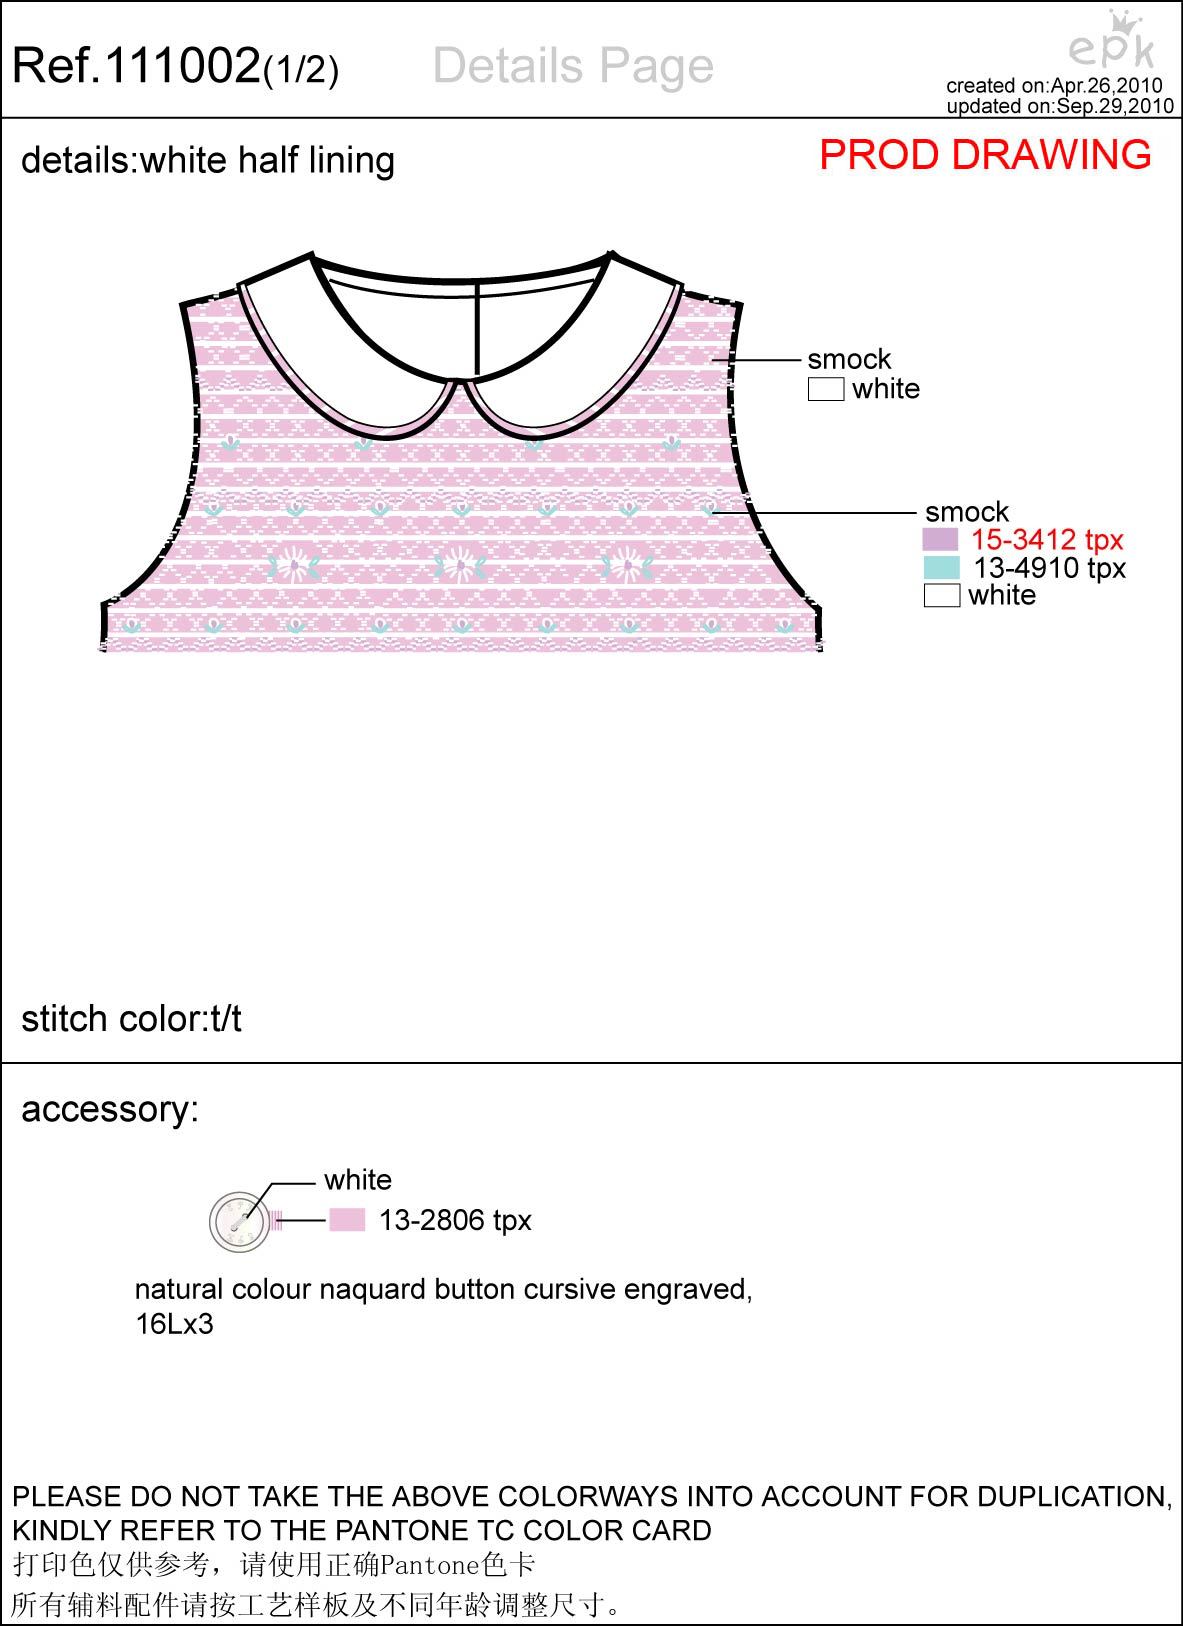 Ref.111002(1/2)
Details Page
epk
created on:Apr.26,2010
updated on:Sep.29,2010
details:white half lining
PROD DRAWING
smock
white
smock
15-3412 tpx
13-4910 tpx
white
stitch color:t/t
accessory:
white
13-2806 tpx
natural colour naquard button cursive engraved,
16Lx3
PLEASE DO NOT TAKE THE ABOVE COLORWAYS INTO ACCOUNT FOR DUPLICATION,
KINDLY REFER TO THE PANTONE TC COLOR CARD
打印色仅供参考，请使用正确Pantone色卡
所有辅料配件请按工艺样板及不同年龄调整尺寸。